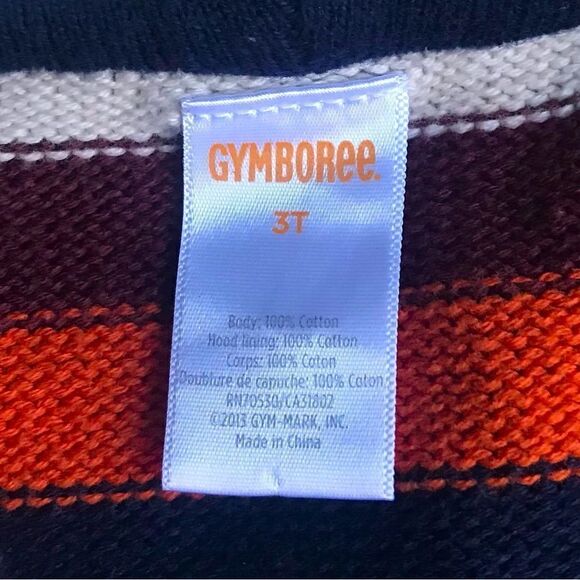 GYMBOREE.
3T
Body: 100% Cotton
Hood lining: 100% Cotton
Corps: 100% Coton
Doublure de capuche: 100% Coton
RN70530/CA31802
©2013 GYM-MARK, INC.
Made in China